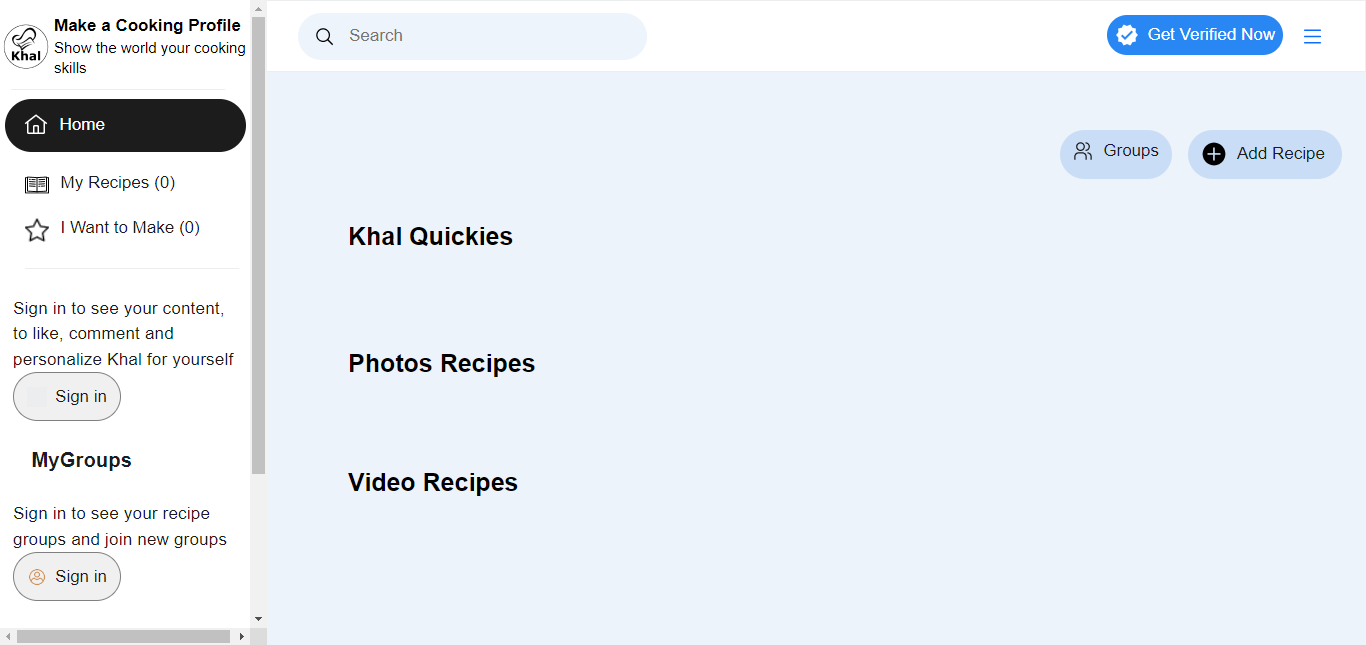 Khal
Make a Cooking Profile
Show the world your cooking
skills
Home
My Recipes (0)
I Want to Make (0)
Sign in to see your content,
to like, comment and
personalize Khal for yourself
Sign in
MyGroups
Sign in to see your recipe
groups and join new groups
Sign in
Search
Get Verified Now
Groups
Add Recipe
Khal Quickies
Photos Recipes
Video Recipes